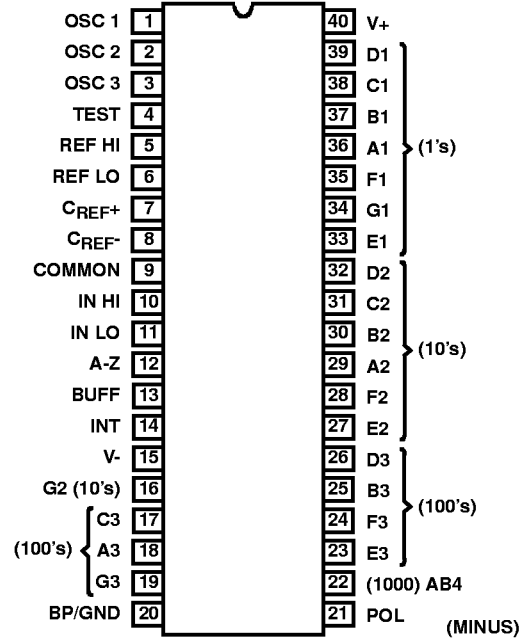 OSC 1 1 40 V+
OSC 2 2 39 D1
OSC 3 3 38 C1
TEST 4 37 B1
REF HI 5 36 A1 (1's)
REF LO 6 35 F1
CREF+ 7 34 G1
CREF- 8 33 E1
COMMON 9 32 D2
IN HI 10 31 C2
IN LO 11 30 B2
A-Z 12 29 A2 (10's)
BUFF 13 28 F2
INT 14 27 E2
V- 15 26 D3
G2 (10's) 16 25 B3 (100's)
C3 17 24 F3
(100's) A3 18 23 E3
G3 19 22 (1000) AB4
BP/GND 20 21 POL (MINUS)